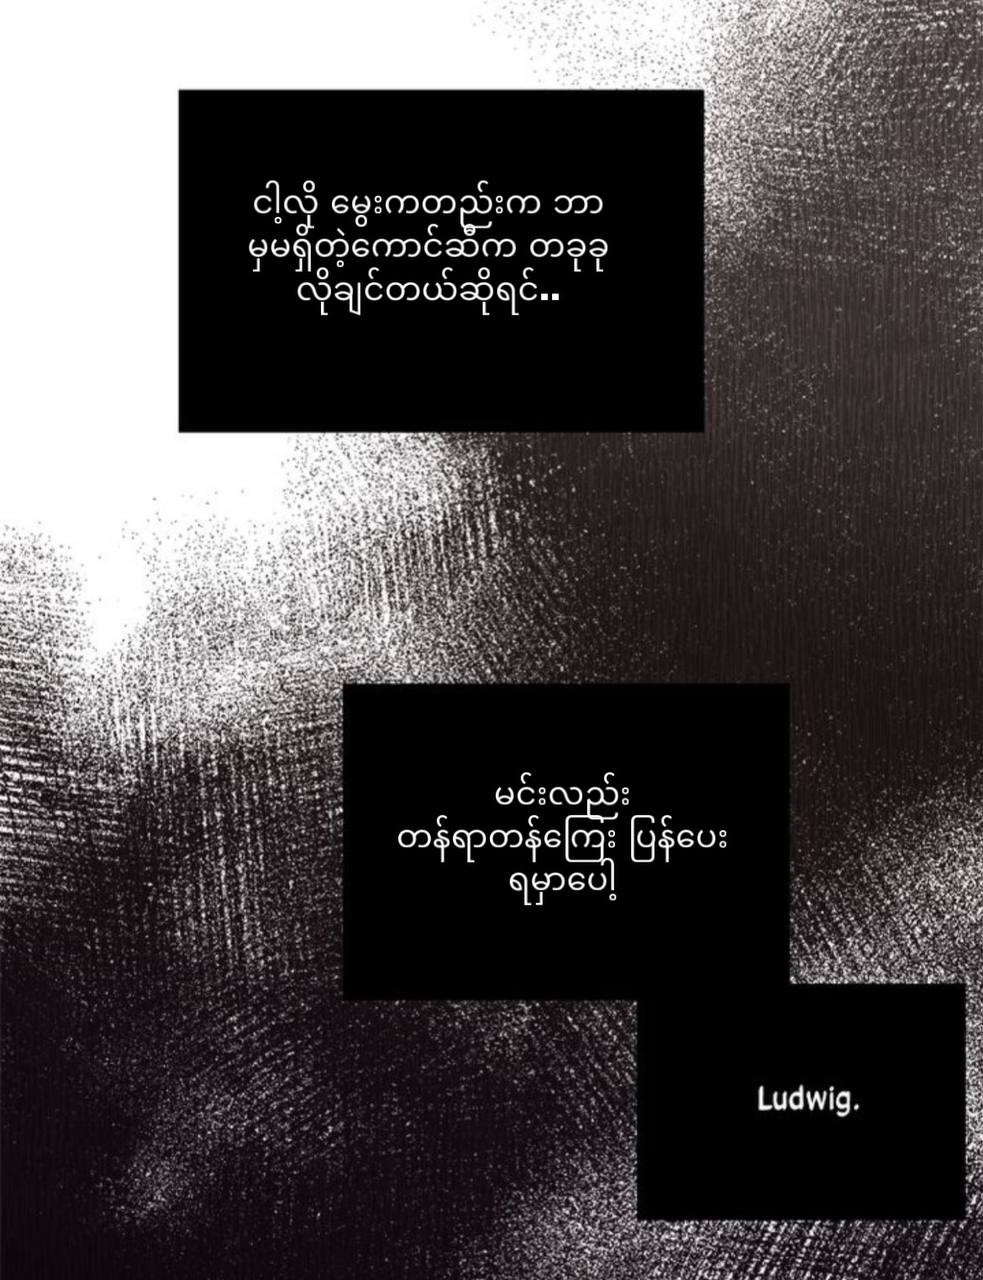 ငါ့လို မွေးကတည်းက ဘာ
မှမရှိတဲ့ကောင်ဆီက တခုခု
လိုချင်တယ်ဆိုရင်..
မင်းလည်း
တန်ရာတန်ကြေး ပြန်ပေး
ရမှာပေါ့
Ludwig.